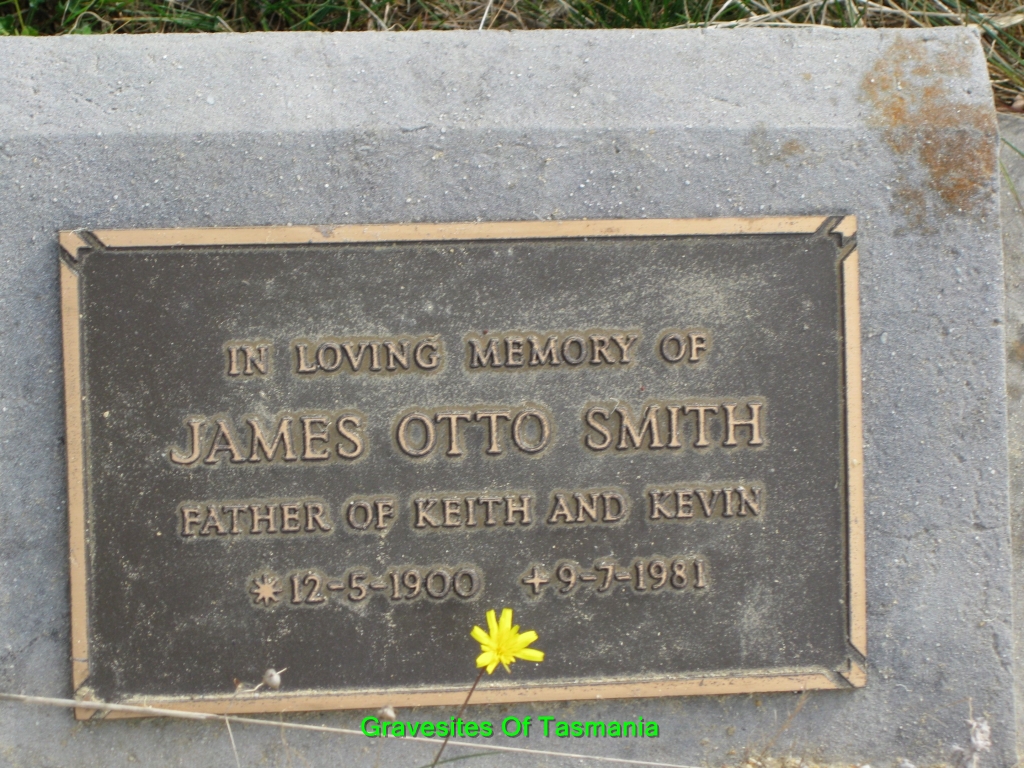 IN LOVING MEMORY OF
JAMES OTTO SMITH
FATHER OF KEITH AND KEVIN
*12-5-1900 +9-7-1981
Gravesites Of Tasmania